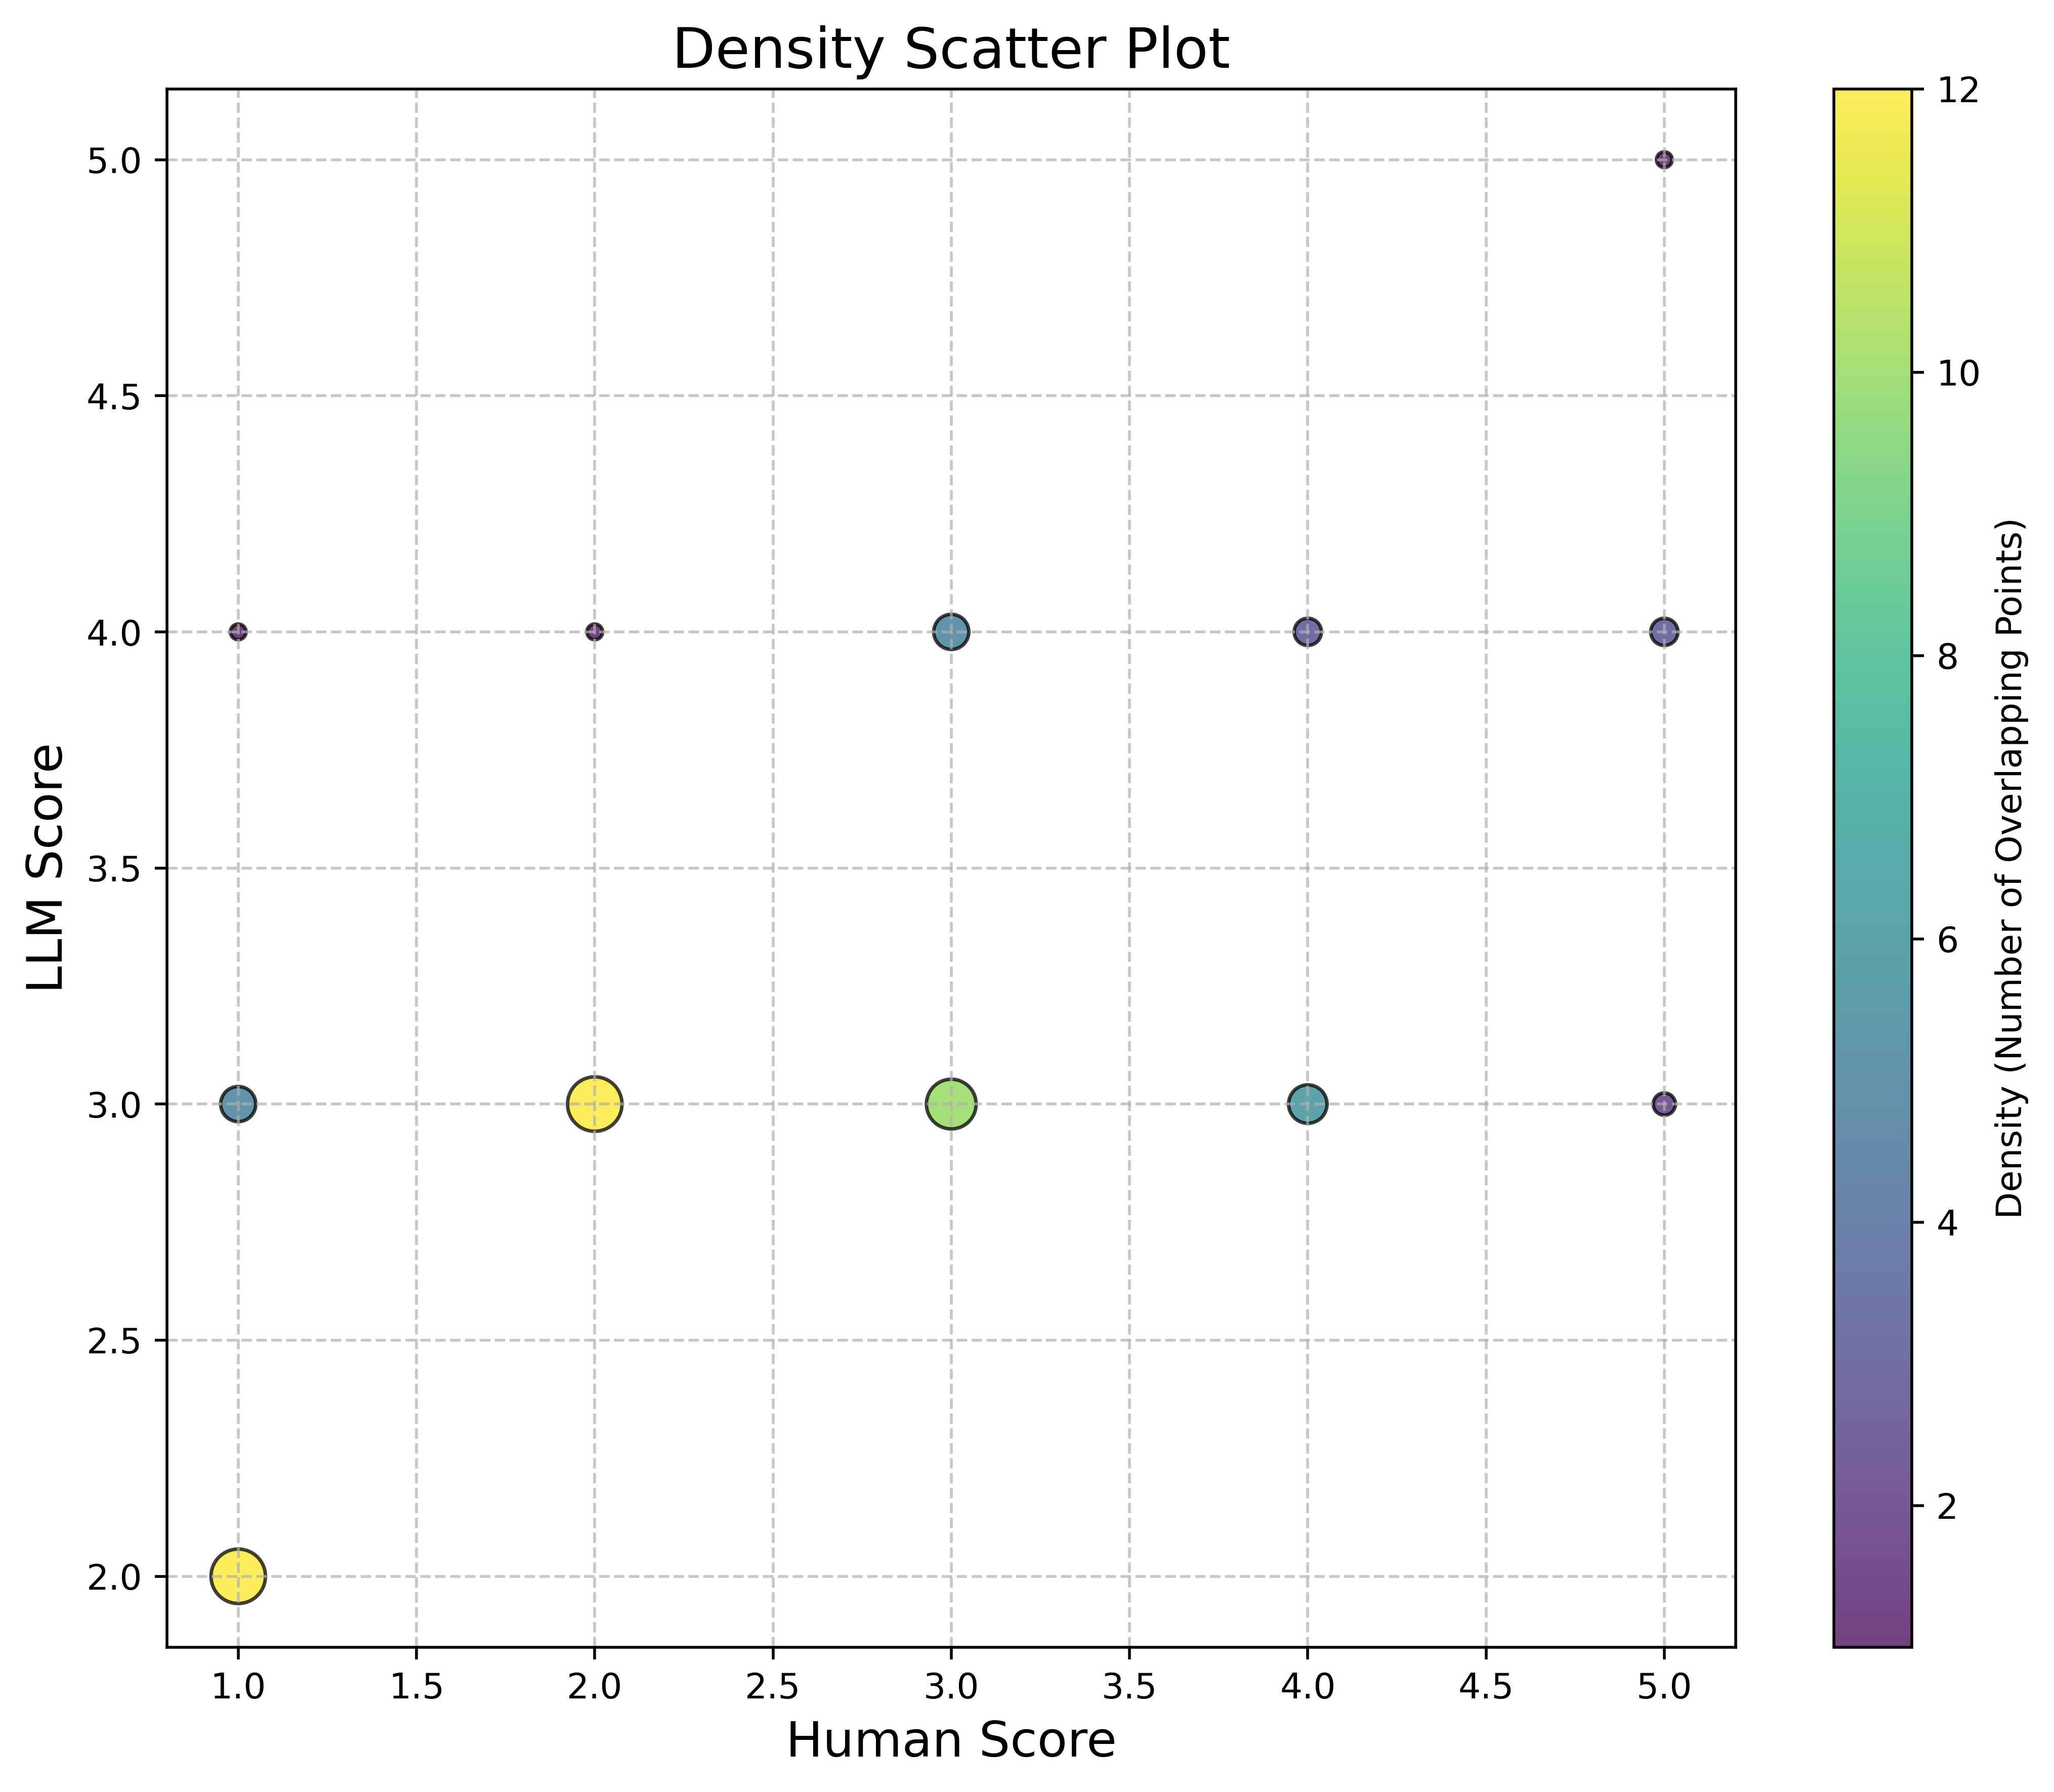 Density Scatter Plot
5.0
4.5
4.0
3.5
3.0
2.5
2.0
LLM Score
1.0 1.5 2.0 2.5 3.0 3.5 4.0 4.5 5.0
Human Score
12
10
8
6
4
2
Density (Number of Overlapping Points)